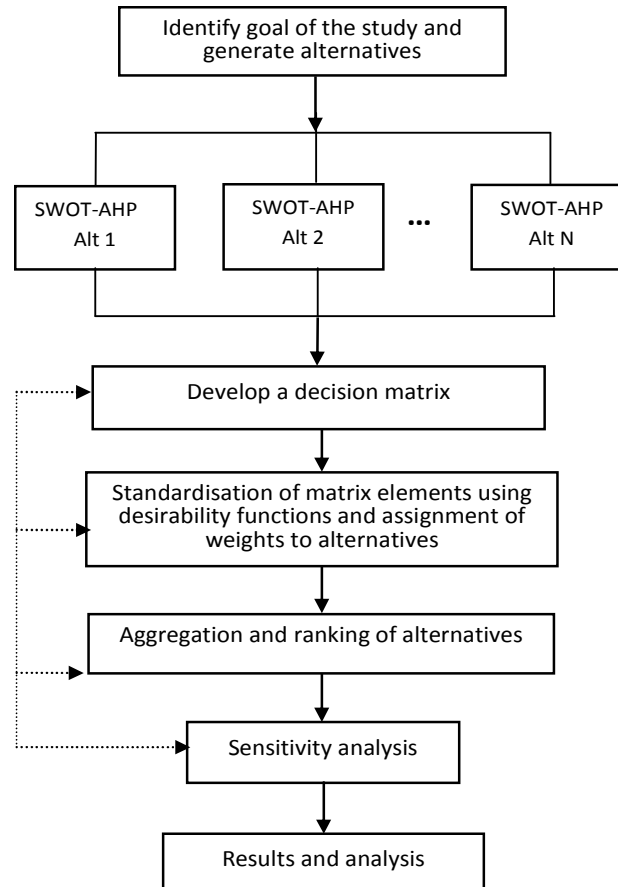 Identify goal of the study and
generate alternatives
SWOT-AHP
Alt 1
SWOT-AHP
Alt 2
...
SWOT-AHP
Alt N
Develop a decision matrix
Standardisation of matrix elements using
desirability functions and assignment of
weights to alternatives
Aggregation and ranking of alternatives
Sensitivity analysis
Results and analysis